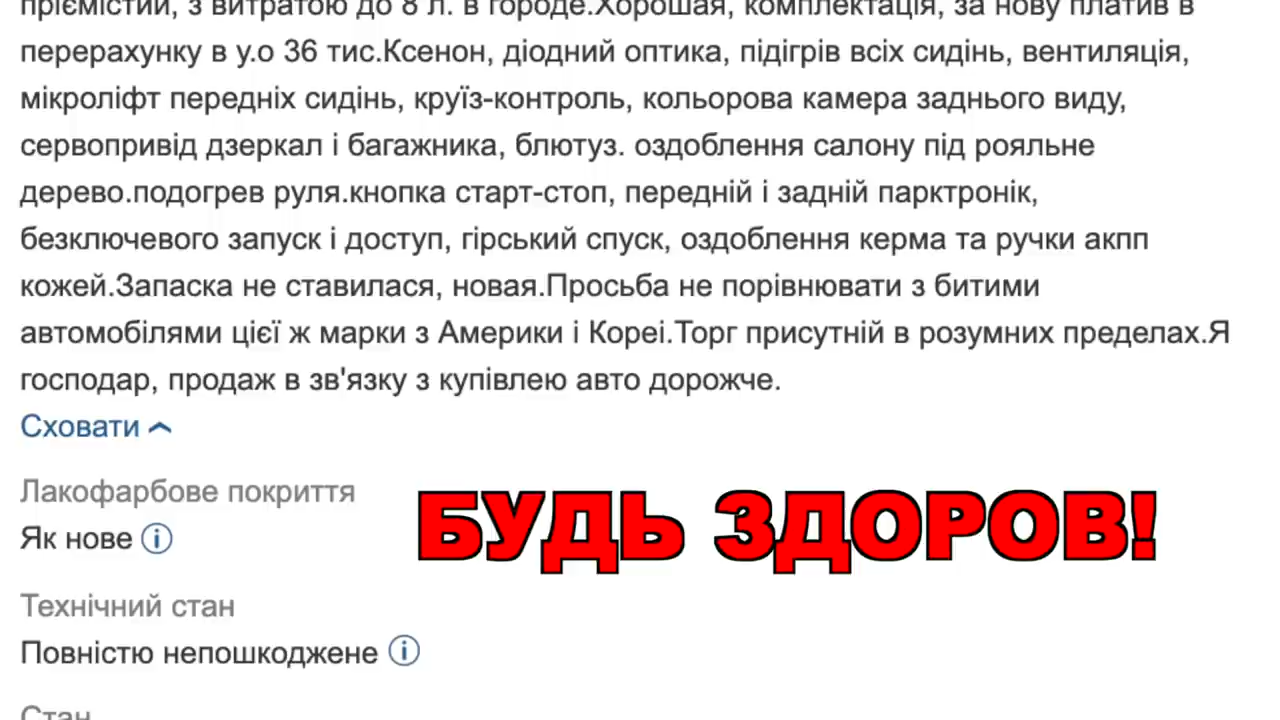 пріємістий, з витратою до 8 л. в городе.Хорошая, комплектація, за нову платив в
перерахунку в у.о 36 тис.Ксенон, діодний оптика, підігрів всіх сидінь, вентиляція,
мікроліфт передніх сидінь, круїз-контроль, кольорова камера заднього виду,
сервопривід дзеркал і багажника, блютуз. оздоблення салону під рояльне
дерево.подогрев руля.кнопка старт-стоп, передній і задній парктронік,
безключевого запуск і доступ, гірський спуск, оздоблення керма та ручки акпп
кожей.Запаска не ставилася, новая.Просьба не порівнювати з битими
автомобілями цієї ж марки з Америки і Кореї.Торг присутній в розумних пределах.Я
господар, продаж в зв'язку з купівлею авто дорожче.
Сховати
Лакофарбове покриття
БУДЬ ЗДОРОВ!
Як нове
Технічний стан
Повністю непошкоджене
Стан